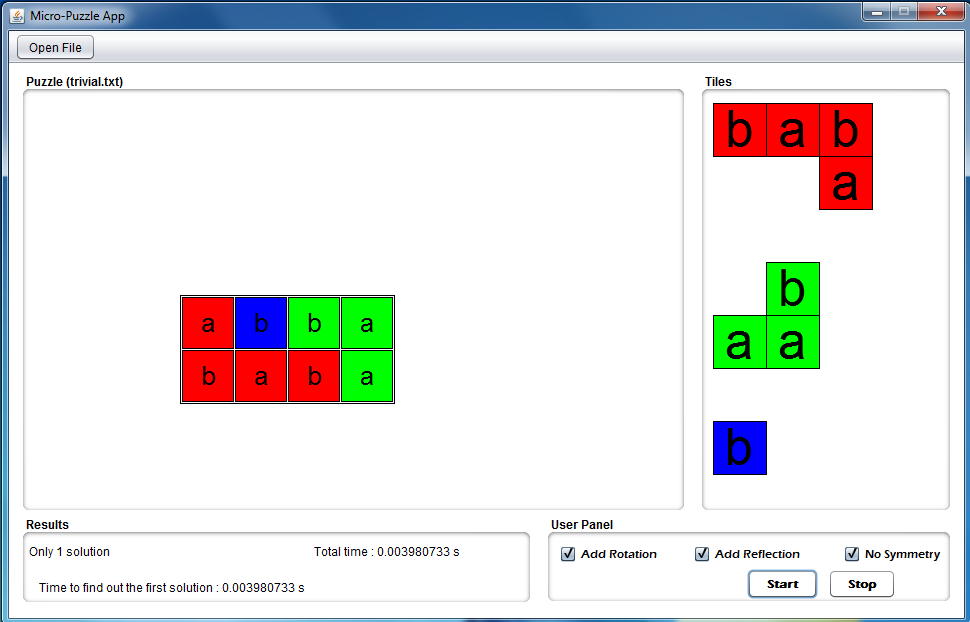 Micro-Puzzle App
Open File
Puzzle (trivial.txt)
a b b a
b a b a
Tiles
b a b
a
b
a a
b
Results
Only 1 solution Total time : 0.003980733 s
Time to find out the first solution : 0.003980733 s
User Panel
Add Rotation Add Reflection No Symmetry
Start Stop